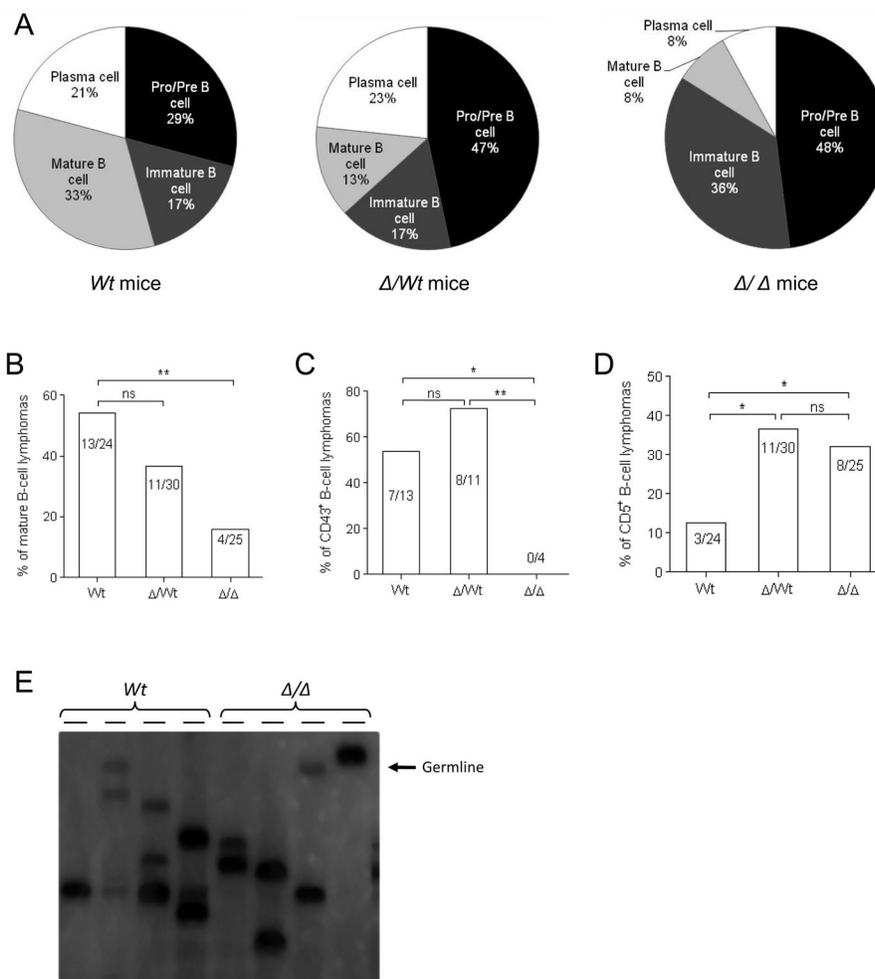 A
Plasma cell
21%
Pro/Pre B
cell
29%
Mature B
cell
33%
Immature B
cell
17%
Wt mice
Plasma cell
23%
Pro/Pre B
cell
47%
Mature B
cell
13%
Immature B
cell
17%
Δ/Wt mice
Plasma cell
8%
Mature B
cell
8%
Pro/Pre B
cell
48%
Immature B
cell
36%
Δ/ Δ mice
B
% of mature B-cell lymphomas
60
40
20
0
**
ns
13/24
11/30
4/25
Wt
Δ/Wt
Δ/Δ
C
% of CD43+ B-cell lymphomas
80
60
40
20
0
*
ns
**
7/13
8/11
0/4
Wt
Δ/Wt
Δ/Δ
D
% of CD5+ B-cell lymphomas
50
40
30
20
10
0
*
*
ns
3/24
11/30
8/25
Wt
Δ/Wt
Δ/Δ
E
Wt
Δ/Δ
Germline